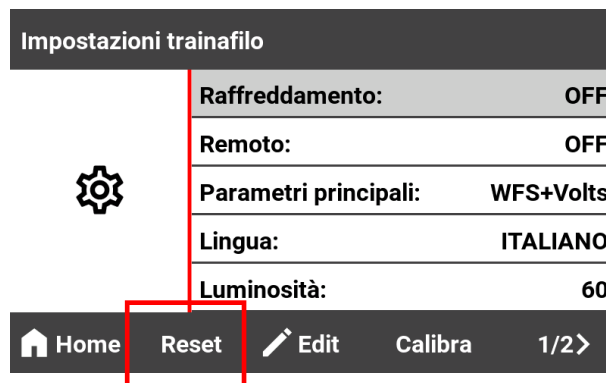 Impostazioni trainafilo
Raffreddamento: OFF
Remoto: OFF
Parametri principali: WFS+Volts
Lingua: ITALIANO
Luminosità: 60
Home Reset Edit Calibra 1/2